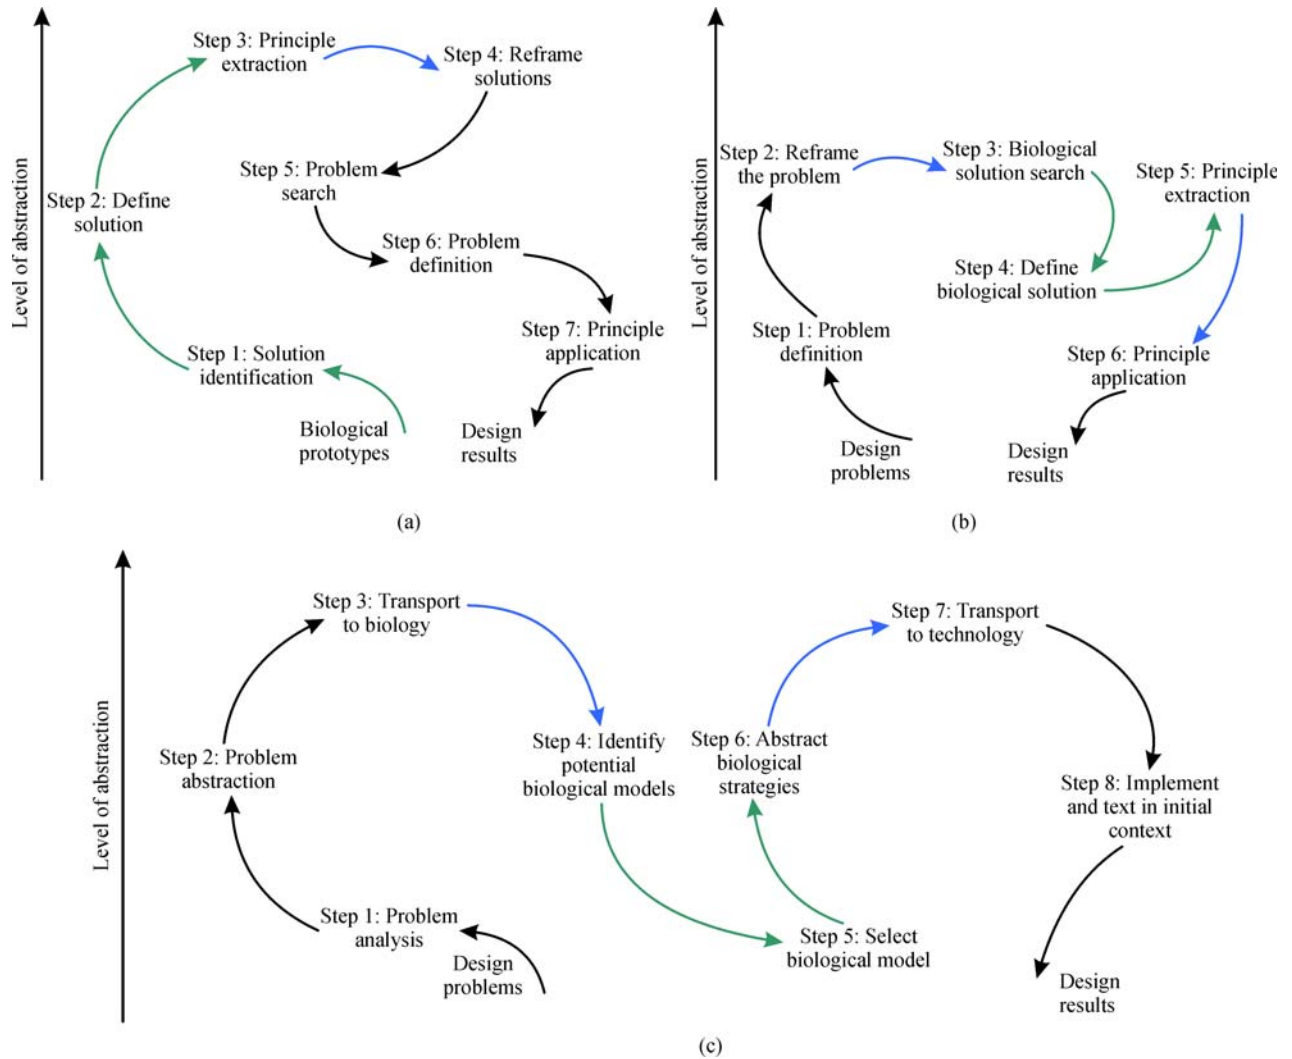 Level of abstraction
Step 3: Principle
extraction
Step 4: Reframe
solutions
Step 5: Problem
search
Step 2: Define
solution
Step 6: Problem
definition
Step 7: Principle
application
Step 1: Solution
identification
Biological
prototypes
Design
results
(a)
Level of abstraction
Step 2: Reframe
the problem
Step 3: Biological
solution search
Step 5: Principle
extraction
Step 4: Define
biological solution
Step 1: Problem
definition
Step 6: Principle
application
Design
problems
Design
results
(b)
Level of abstraction
Step 3: Transport
to biology
Step 7: Transport
to technology
Step 2: Problem
abstraction
Step 4: Identify
potential
biological models
Step 6: Abstract
biological
strategies
Step 8: Implement
and text in initial
context
Step 1: Problem
analysis
Design
problems
Step 5: Select
biological model
Design
results
(c)